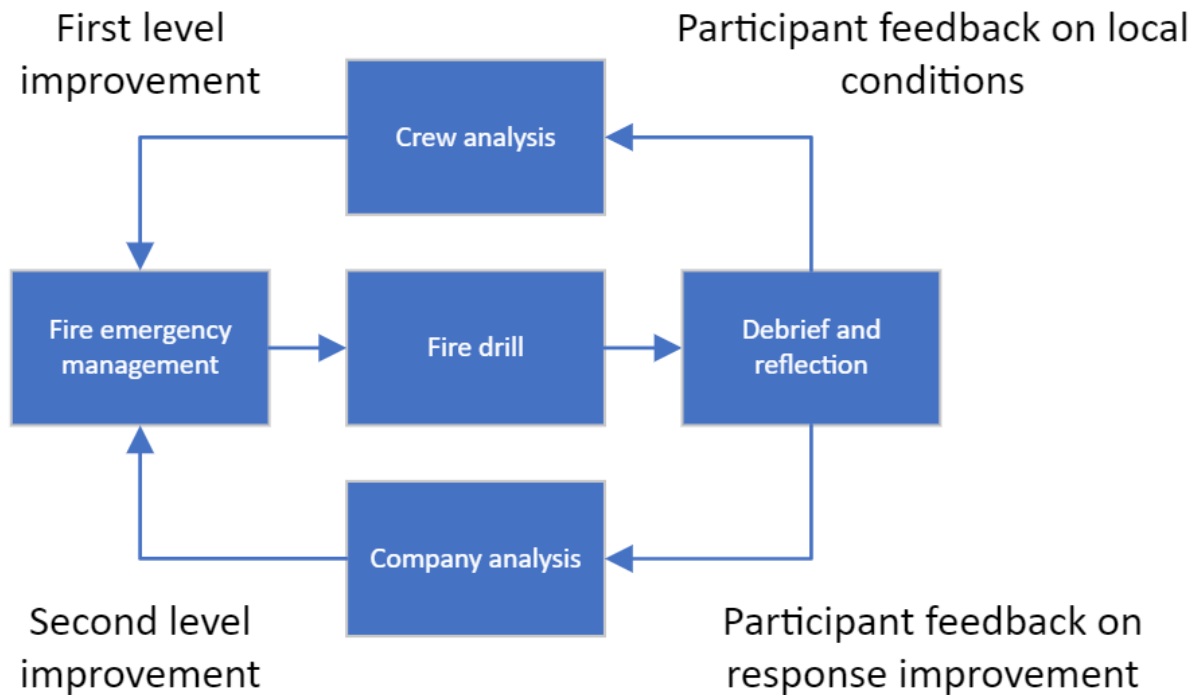 First level
improvement
Participant feedback on local
conditions
Crew analysis
Fire emergency
management
Fire drill
Debrief and
reflection
Company analysis
Second level
improvement
Participant feedback on
response improvement